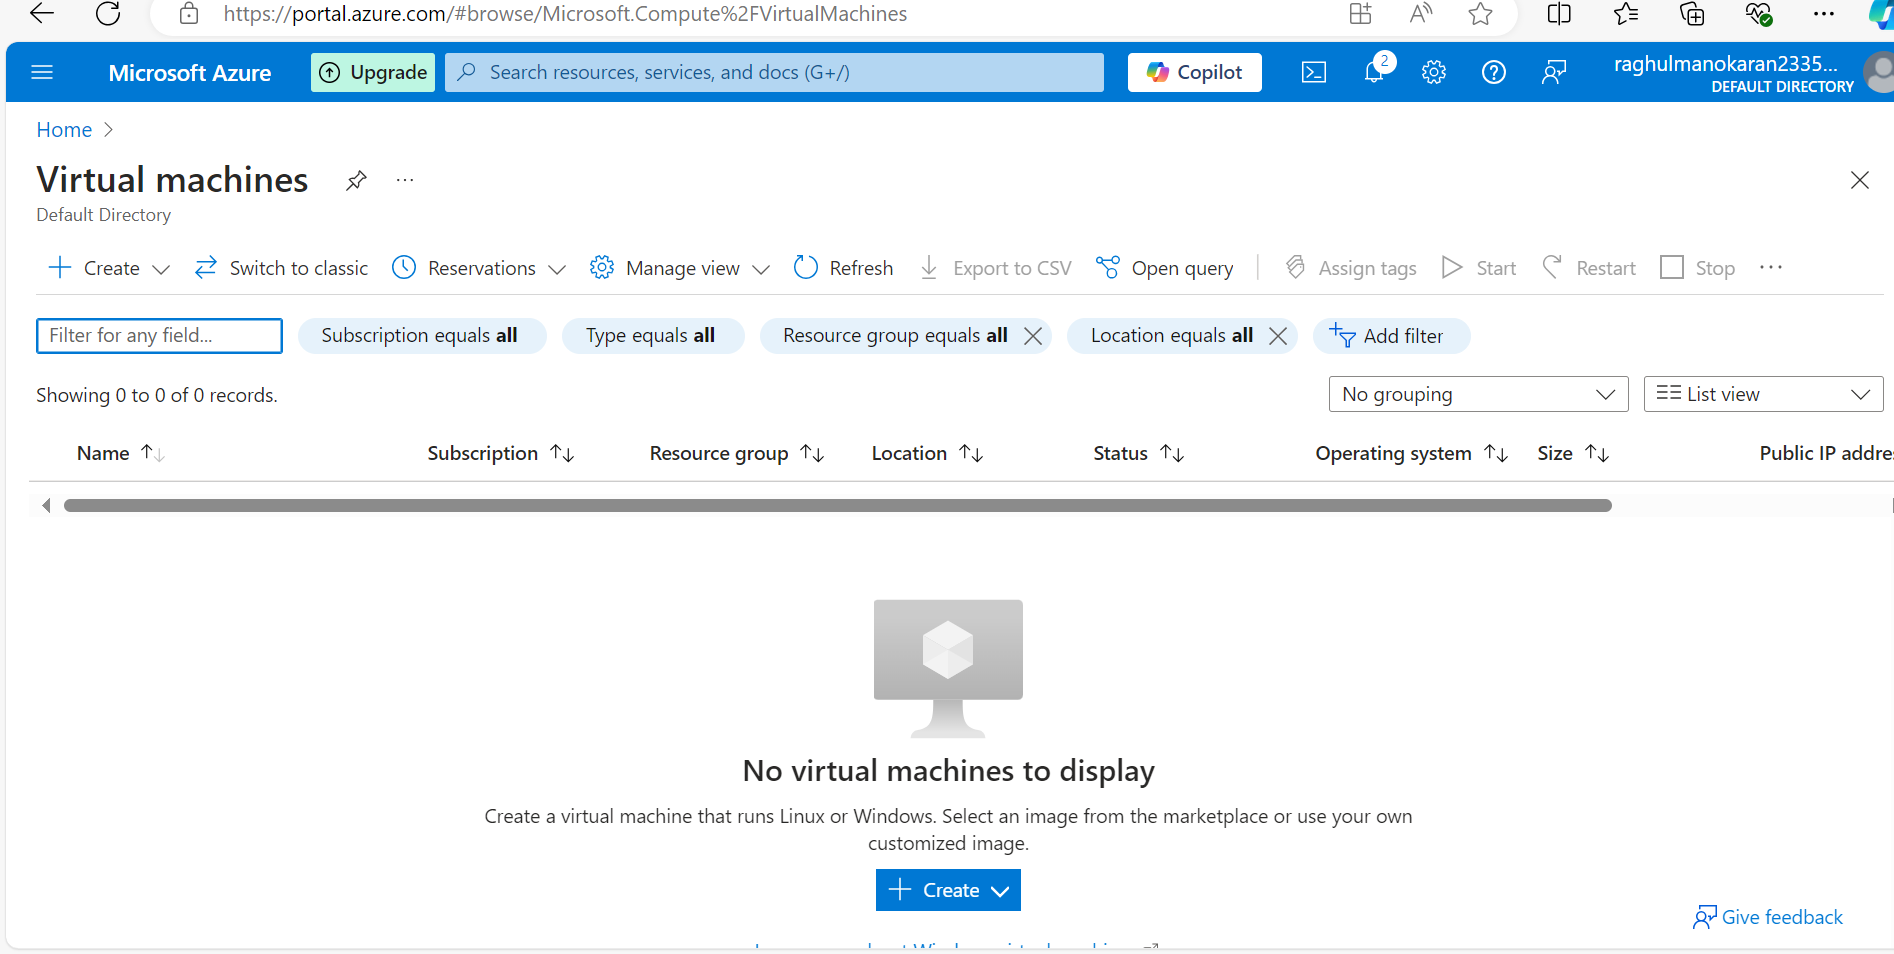 https://portal.azure.com/#browse/Microsoft.Compute%2FVirtualMachines
Microsoft Azure
Upgrade
Search resources, services, and docs (G+/)
Copilot
2
raghulmanokaran2335...
DEFAULT DIRECTORY
Home
Virtual machines
Default Directory
Create
Switch to classic
Reservations
Manage view
Refresh
Export to CSV
Open query
Assign tags
Start
Restart
Stop
Filter for any field...
Subscription equals all
Type equals all
Resource group equals all
Location equals all
Add filter
Showing 0 to 0 of 0 records.
No grouping
List view
Name
Subscription
Resource group
Location
Status
Operating system
Size
Public IP addre
No virtual machines to display
Create a virtual machine that runs Linux or Windows. Select an image from the marketplace or use your own
customized image.
Create
Give feedback